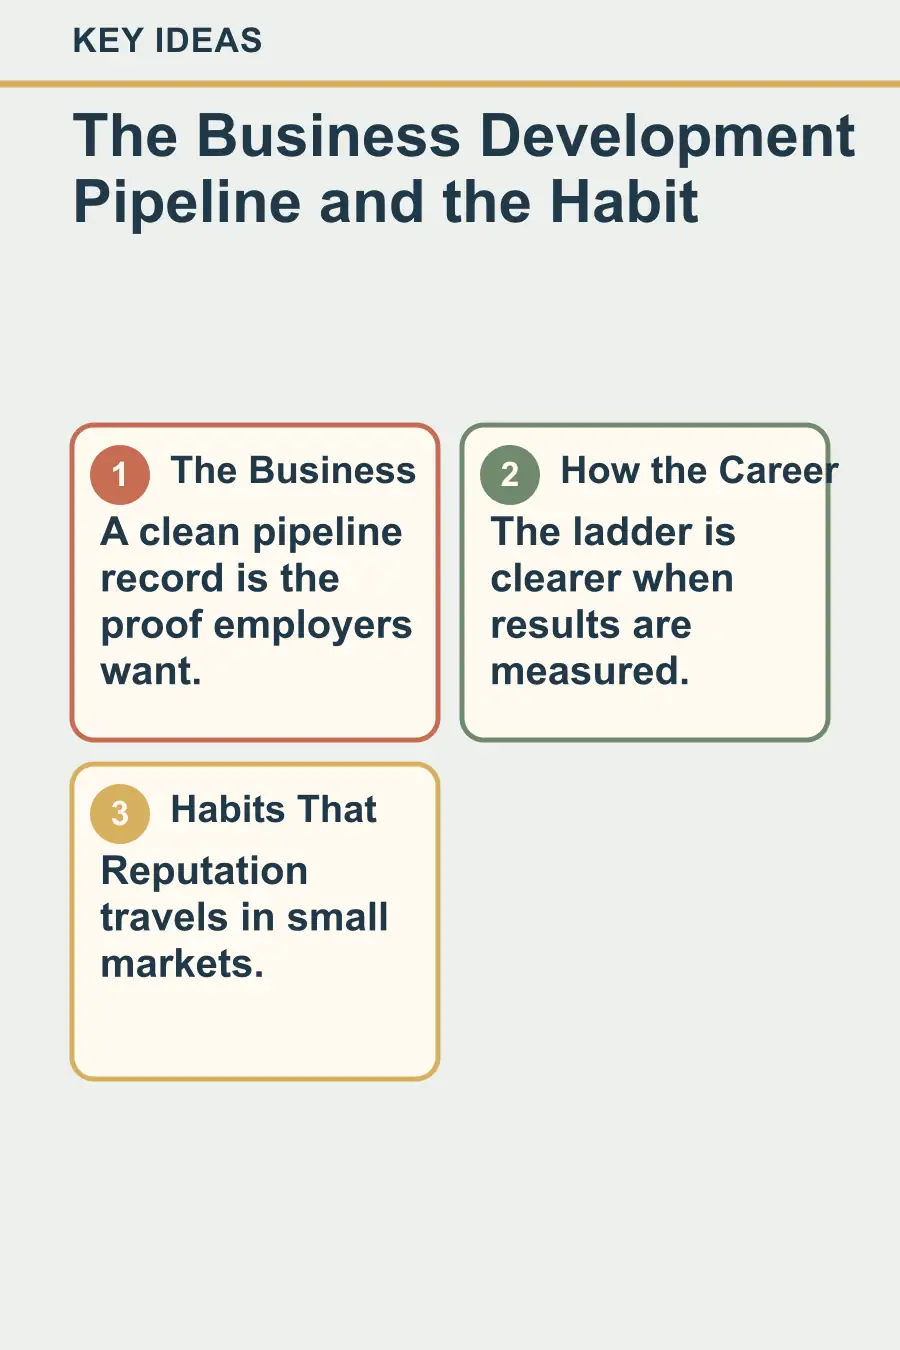 KEY IDEAS
The Business Development
Pipeline and the Habit
1 The Business
A clean pipeline
record is the
proof employers
want.
2 How the Career
The ladder is
clearer when
results are
measured.
3 Habits That
Reputation
travels in small
markets.